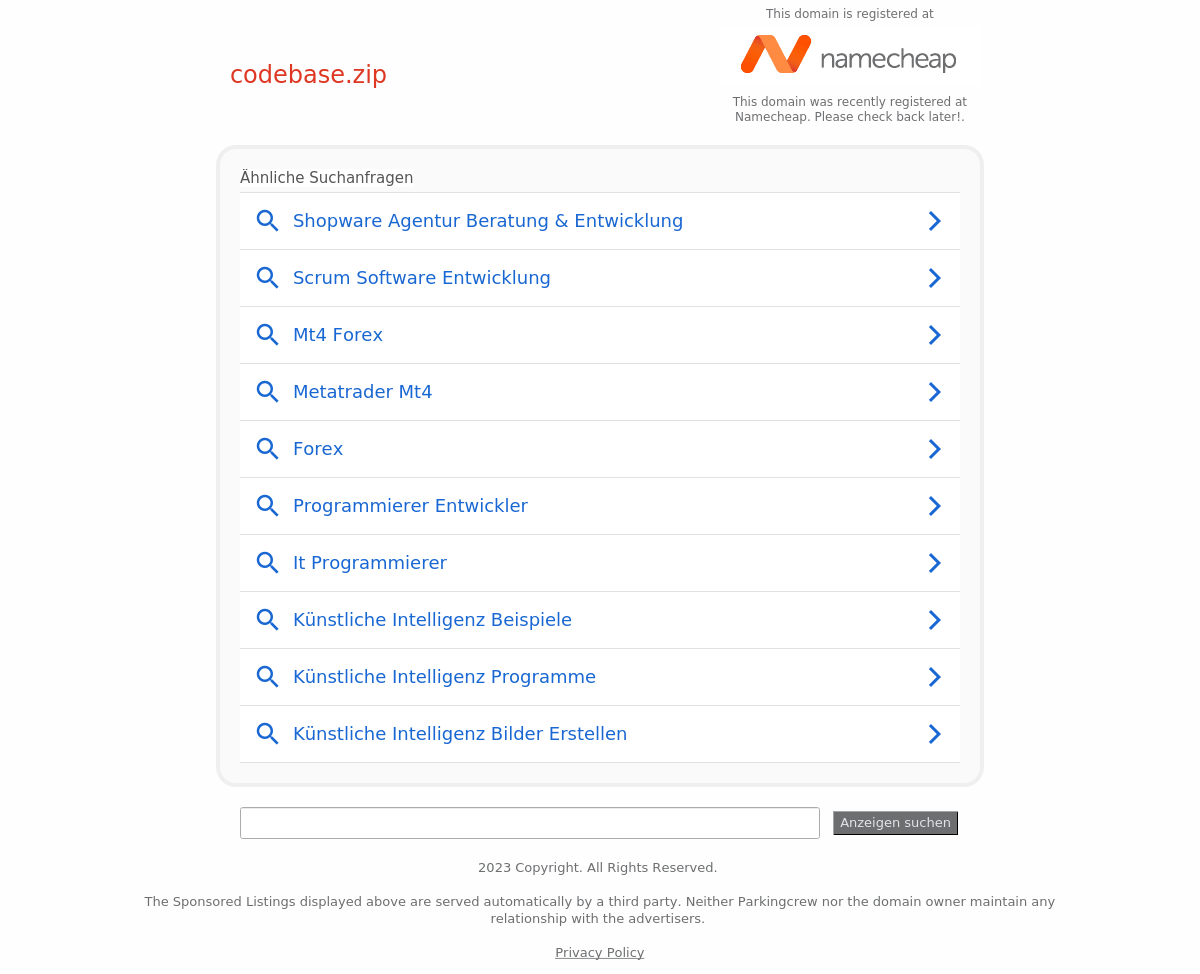 This domain is registered at
namecheap
codebase.zip
This domain was recently registered at
Namecheap. Please check back later!.
Ähnliche Suchanfragen
Shopware Agentur Beratung & Entwicklung
Scrum Software Entwicklung
Mt4 Forex
Metatrader Mt4
Forex
Programmierer Entwickler
It Programmierer
Künstliche Intelligenz Beispiele
Künstliche Intelligenz Programme
Künstliche Intelligenz Bilder Erstellen
Anzeigen suchen
2023 Copyright. All Rights Reserved.
The Sponsored Listings displayed above are served automatically by a third party. Neither Parkingcrew nor the domain owner maintain any
relationship with the advertisers.
Privacy Policy